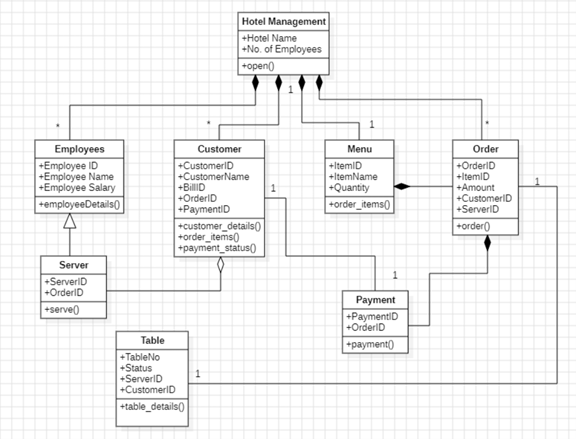 Hotel Management
+Hotel Name
+No. of Employees
+open()
1
*
*
1
*
Employees
+Employee ID
+Employee Name
+Employee Salary
+employeeDetails()
Customer
+CustomerID
+CustomerName
+BillID
+OrderID
+PaymentID
+customer_details()
+order_items()
+payment_status()
Menu
+ItemID
+ItemName
+Quantity
+order_items()
Order
+OrderID
+ItemID
+Amount
+CustomerID
+ServerID
+order()
1
1
Server
+ServerID
+OrderID
+serve()
1
Payment
+PaymentID
+OrderID
+payment()
Table
+TableNo
+Status
+ServerID
+CustomerID
+table_details()
1